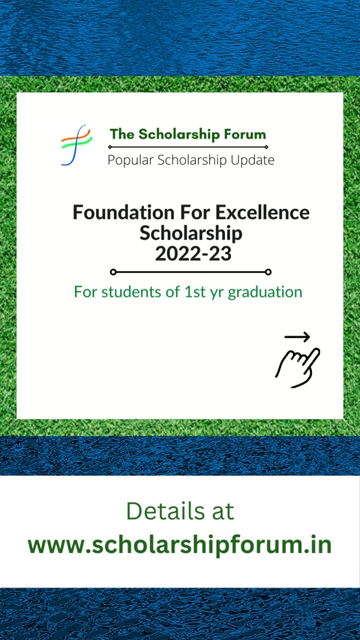 The Scholarship Forum
Popular Scholarship Update
Foundation For Excellence
Scholarship
2022-23
For students of 1st yr graduation
Details at
www.scholarshipforum.in